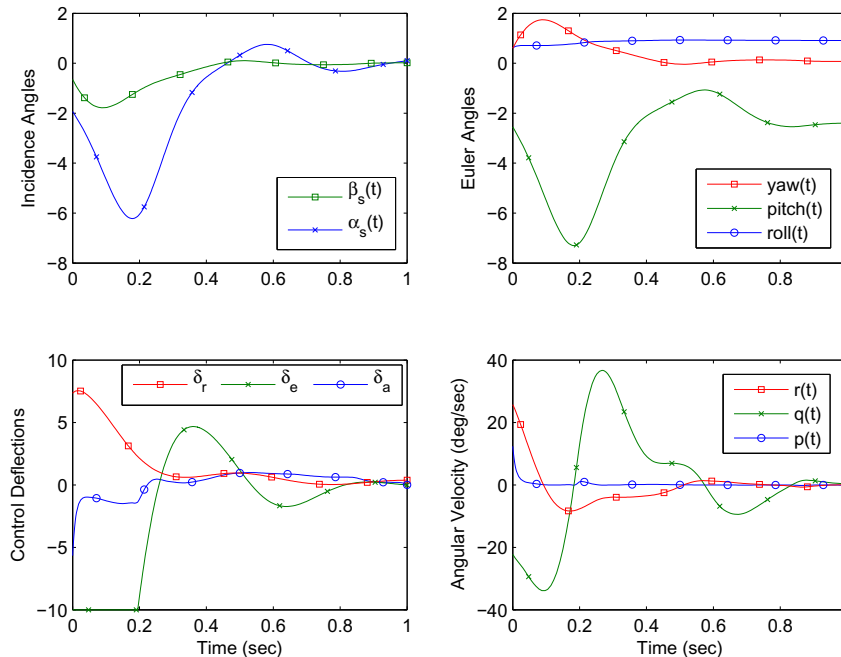 2
0
−2
−4
−6
−8
0 0.2 0.4 0.6 0.8 1
Incidence Angles
β_s(t)
α_s(t)
2
0
−2
−4
−6
−8
0 0.2 0.4 0.6 0.8
Euler Angles
yaw(t)
pitch(t)
roll(t)
10
5
0
−5
−10
0 0.2 0.4 0.6 0.8 1
Control Deflections
Time (sec)
δ_r δ_e δ_a
40
20
0
−20
−40
0 0.2 0.4 0.6 0.8
Angular Velocity (deg/sec)
Time (sec)
r(t)
q(t)
p(t)